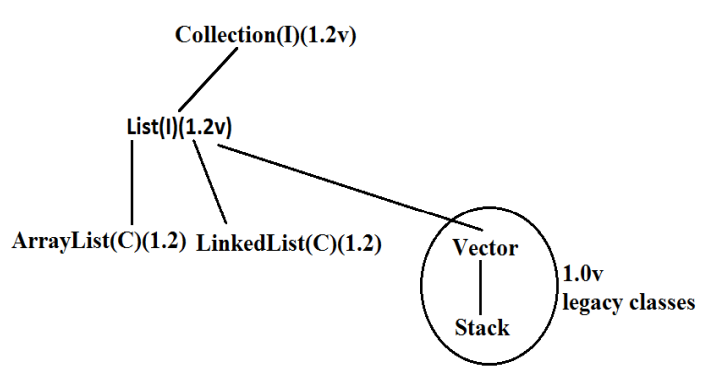 Collection(I)(1.2v)
List(I)(1.2v)
ArrayList(C)(1.2) LinkedList(C)(1.2)
Vector
1.0v
legacy classes
Stack